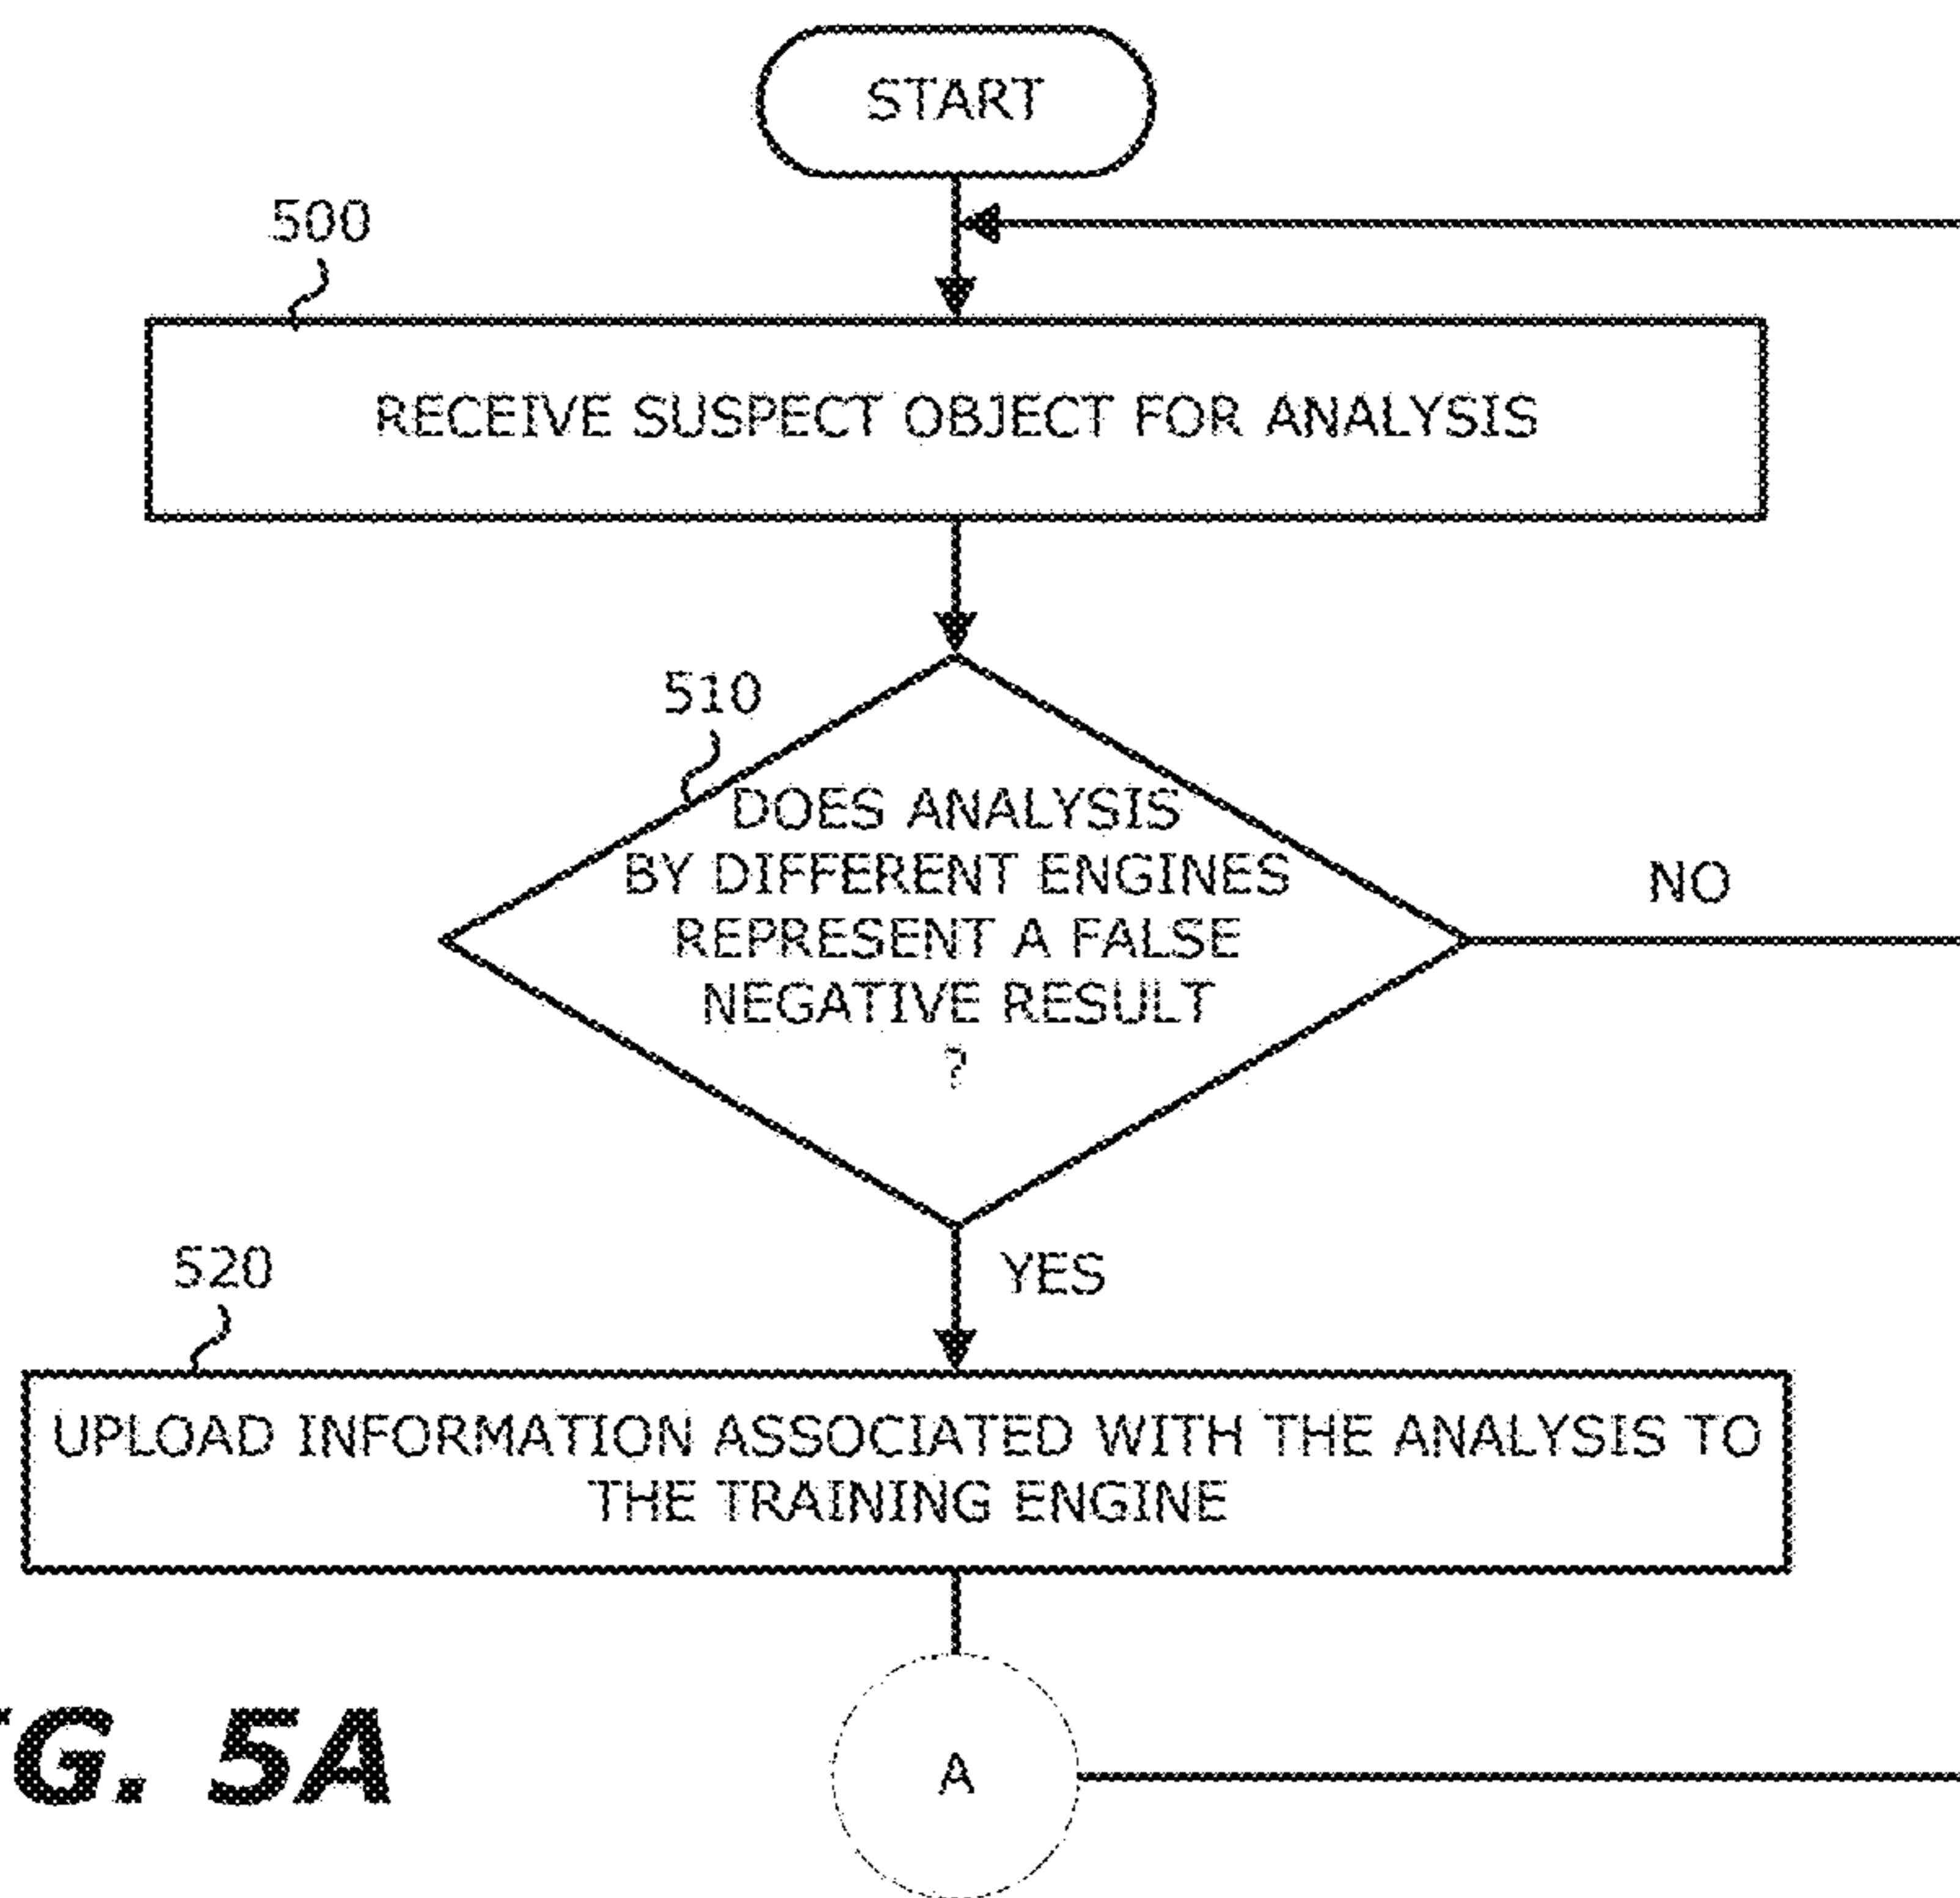 START
500
RECEIVE SUSPECT OBJECT FOR ANALYSIS
510
DOES ANALYSIS
BY DIFFERENT ENGINES
REPRESENT A FALSE
NEGATIVE RESULT
?
NO
YES
520
UPLOAD INFORMATION ASSOCIATED WITH THE ANALYSIS TO
THE TRAINING ENGINE
A
G. 5A